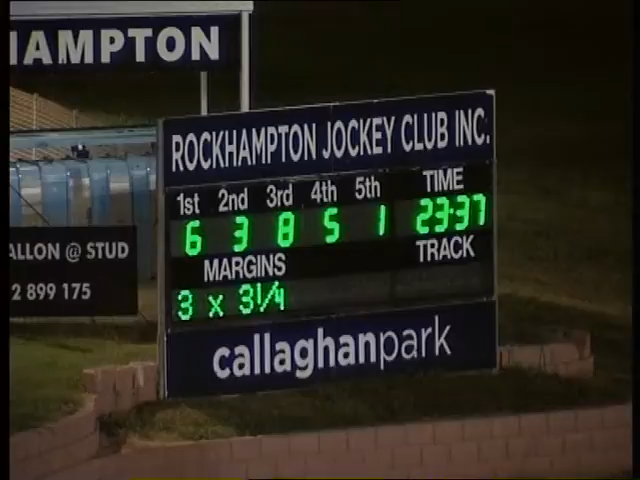 HAMPTON
ROCKHAMPTON JOCKEY CLUB INC.
1st 2nd 3rd 4th 5th TIME
6 3 8 5 1 23:37
MARGINS TRACK
3 x 3¼
callaghanpark
ALLON @ STUD
2 899 175